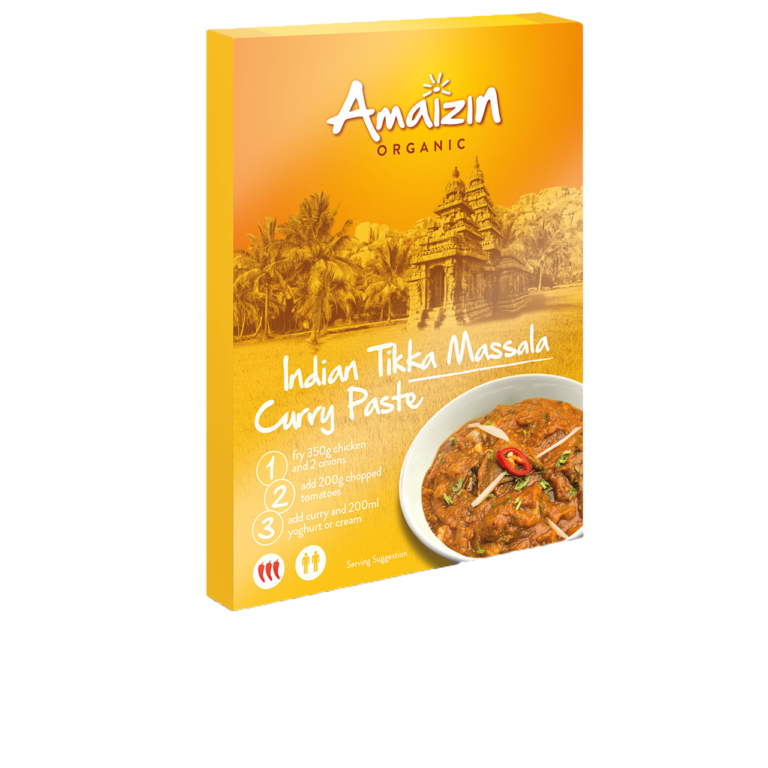 Amaizin
ORGANIC
Indian Tikka Massala
Curry Paste
1
fry 350g chicken
and 2 onions
2
add 200g chopped
tomatoes
3
add curry and 200ml
yoghurt or cream
Serving Suggestion